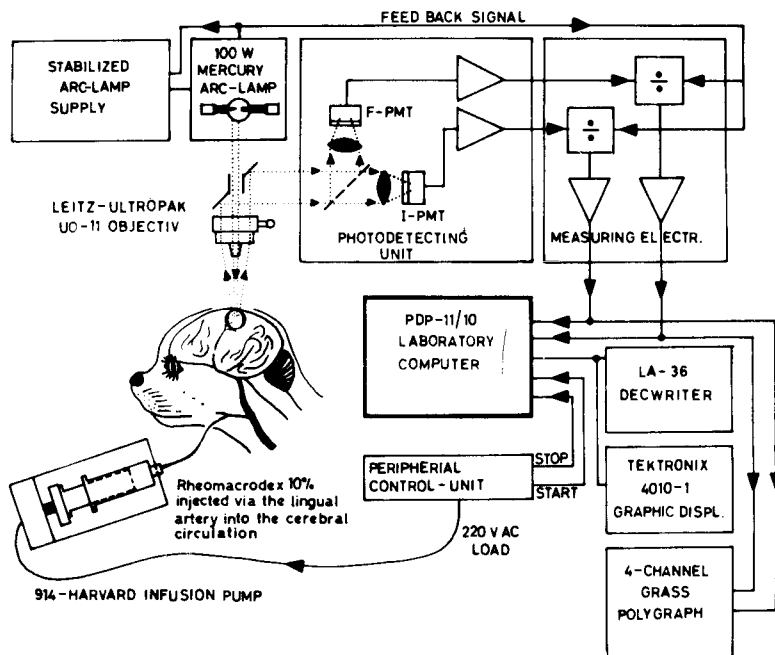 FEED BACK SIGNAL
STABILIZED
ARC-LAMP
SUPPLY
100 W
MERCURY
ARC-LAMP
F-PMT
÷
÷
I-PMT
LEITZ-ULTROPAK
UO-11 OBJECTIV
PHOTODETECTING
UNIT
MEASURING ELECTR.
PDP-11/10
LABORATORY
COMPUTER
LA-36
DECWRITER
STOP
START
PERIPHERIAL
CONTROL-UNIT
TEKTRONIX
4010-1
GRAPHIC DISPL.
Rheomacrodex 10%
injected via the lingual
artery into the cerebral
circulation
220 V AC
LOAD
914-HARVARD INFUSION PUMP
4-CHANNEL
GRASS
POLYGRAPH